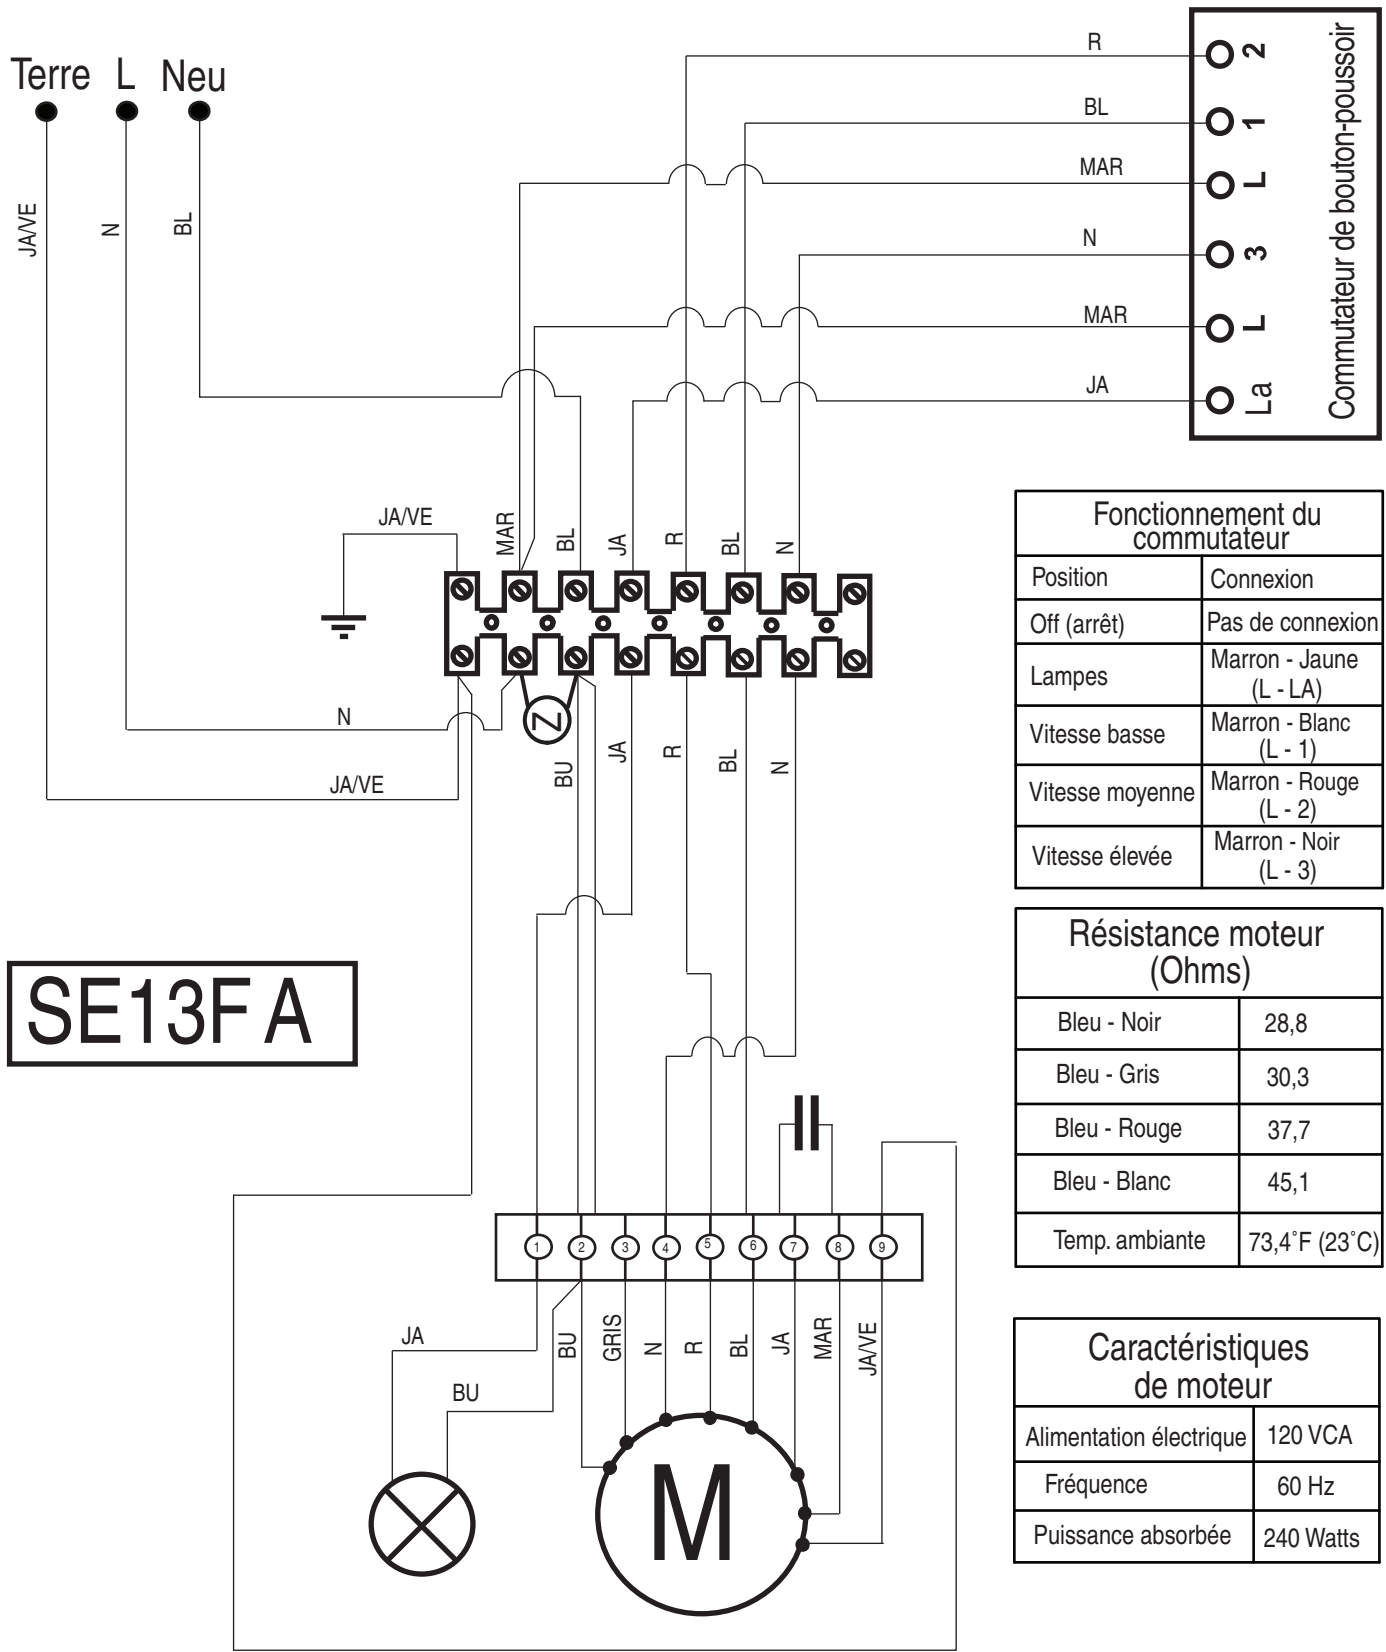 Terre L Neu
JA/VE
N
BL
R
BL
MAR
N
MAR
JA
2
1
L
3
L
La
Commutateur de bouton-poussoir
JA/VE
MAR
BL
JA
R
BL
N
Z
N
JA/VE
BU
JA
R
BL
N
SE13F A
1 2 3 4 5 6 7 8 9
JA
BU
BU
GRIS
N
R
BL
JA
MAR
JA/VE
M
Fonctionnement du
commutateur
Position Connexion
Off (arrêt) Pas de connexion
Lampes Marron - Jaune
(L - LA)
Vitesse basse Marron - Blanc
(L - 1)
Vitesse moyenne Marron - Rouge
(L - 2)
Vitesse élevée Marron - Noir
(L - 3)
Résistance moteur
(Ohms)
Bleu - Noir 28,8
Bleu - Gris 30,3
Bleu - Rouge 37,7
Bleu - Blanc 45,1
Temp. ambiante 73,4˚F (23˚C)
Caractéristiques
de moteur
Alimentation électrique 120 VCA
Fréquence 60 Hz
Puissance absorbée 240 Watts